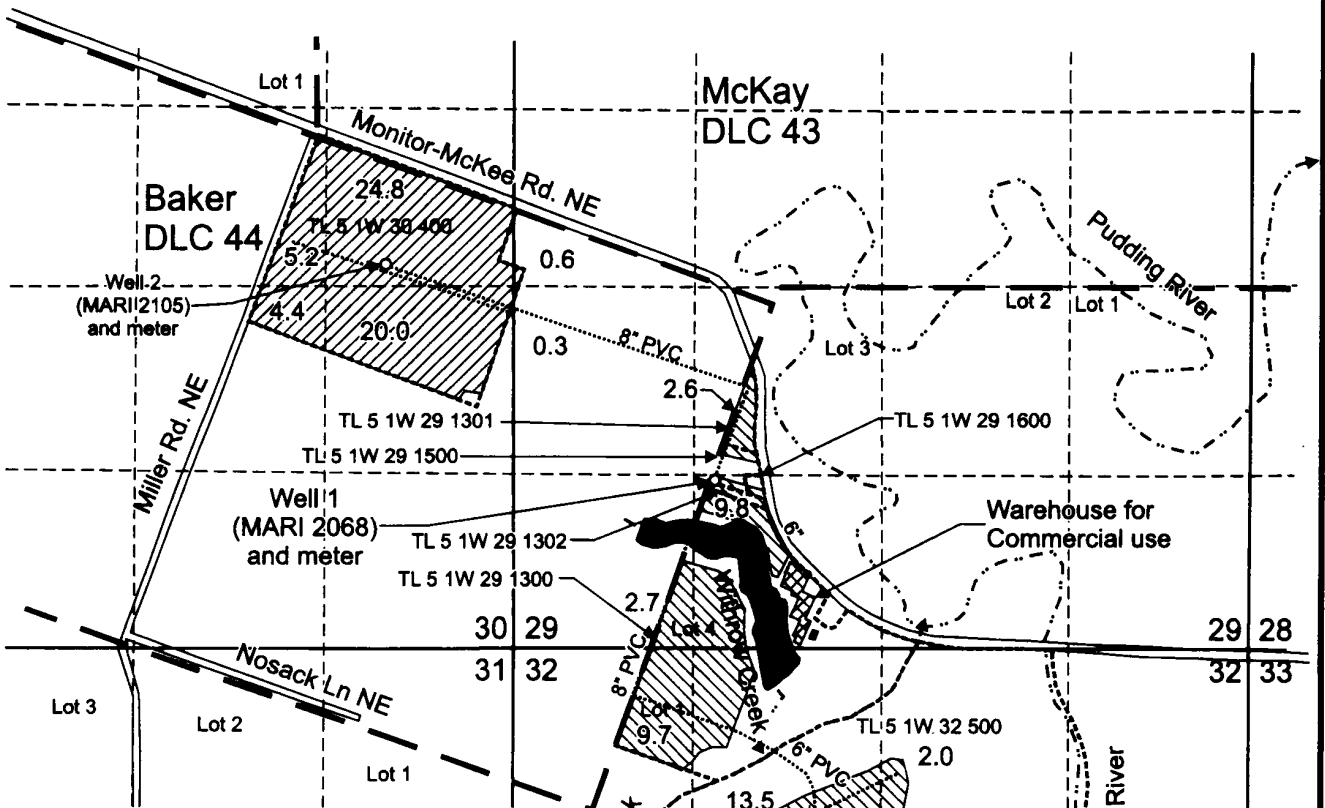 Lot 1
McKay
DLC 43
Monitor-McKee Rd. NE
Baker
DLC 44
24.8
TL 5 1W 30 400
5.2
0.6
Pudding River
Well 2
(MARI 2105)
and meter
4.4
20.0
0.3
8" PVC
Lot 2
Lot 1
Lot 3
2.6
Miller Rd. NE
TL 5 1W 29 1301
TL 5 1W 29 1600
TL 5 1W 29 1500
Well 1
(MARI 2068)
and meter
9.8
6"
Warehouse for
Commercial use
TL 5 1W 29 1302
TL 5 1W 29 1300
2.7
Withrow Creek
Lot 4
30 29
31 32
29 28
32 33
Nosack Ln NE
8" PVC
Lot 3
Lot 2
Lot 1
9.7
6" PVC
TL 5 1W 32 500
2.0
13.5
River